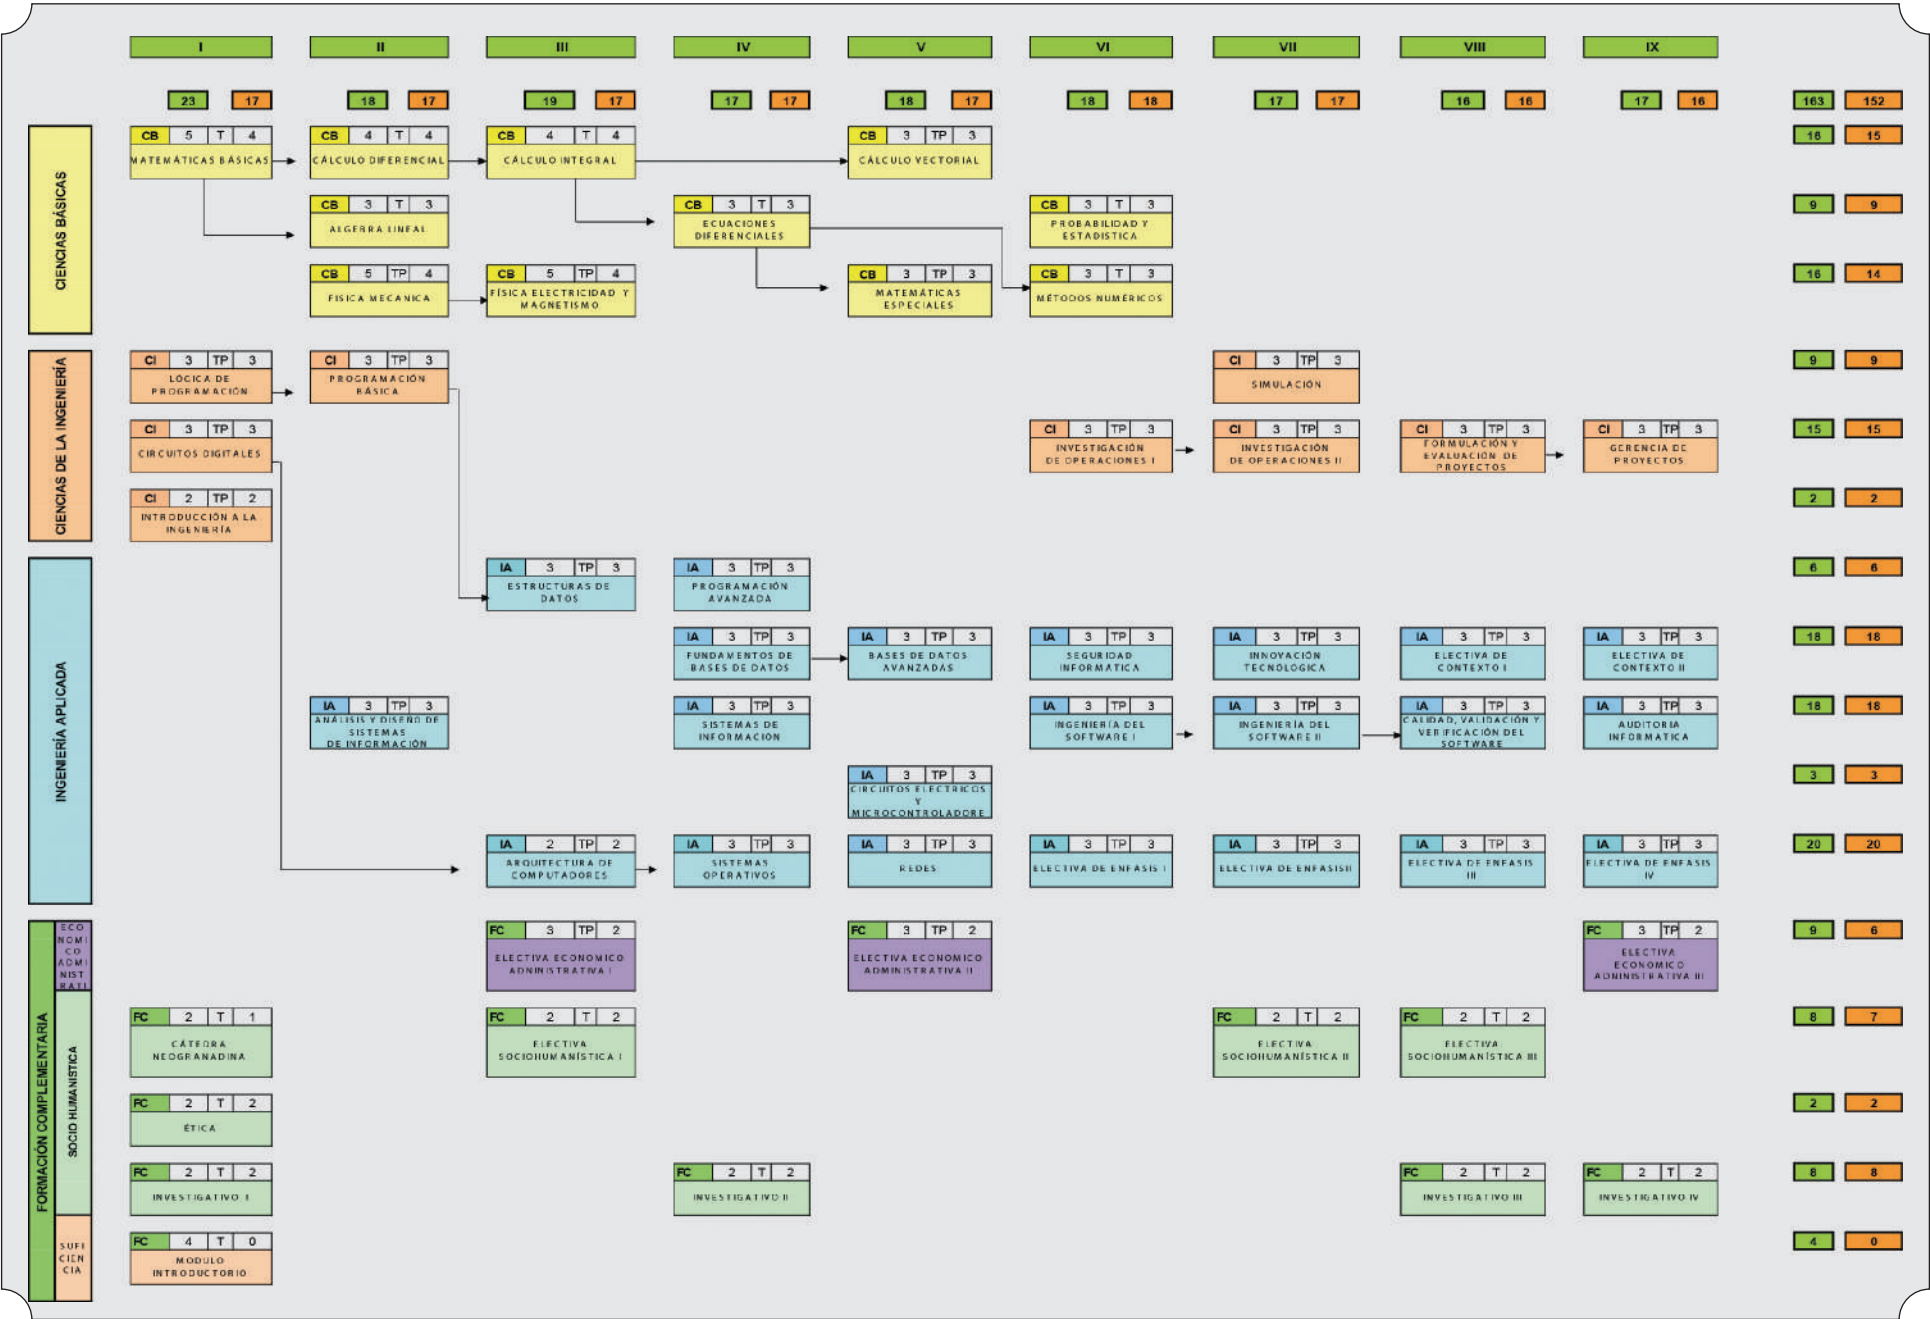 I II III IV V VI VII VIII IX
23 17 18 17 19 17 17 17 18 17 18 18 17 17 16 16 17 16 163 152
CIENCIAS BÁSICAS
CB 5 T 4 CB 4 T 4 CB 4 T 4 CB 3 TP 3 16 15
MATEMÁTICAS BÁSICAS CÁLCULO DIFERENCIAL CÁLCULO INTEGRAL CÁLCULO VECTORIAL
CB 3 T 3 CB 3 T 3 CB 3 T 3 9 9
ALGEBRA LINEAL
ECUACIONES
DIFERENCIALES
PROBABILIDAD Y
ESTADISTICA
CB 5 TP 4 CB 5 TP 4 CB 3 TP 3 CB 3 T 3 16 14
FISICA MECANICA
FÍSICA ELECTRICIDAD Y
MAGNETISMO
MATEMÁTICAS
ESPECIALES
MÉTODOS NUMÉRICOS
CIENCIAS DE LA INGENIERÍA
CI 3 TP 3 CI 3 TP 3 CI 3 TP 3 9 9
LÓGICA DE
PROGRAMACIÓN
PROGRAMACIÓN
BÁSICA
SIMULACIÓN
CI 3 TP 3 CI 3 TP 3 CI 3 TP 3 CI 3 TP 3 CI 3 TP 3 15 15
CIRCUITOS DIGITALES
INVESTIGACIÓN
DE OPERACIONES I
INVESTIGACIÓN
DE OPERACIONES II
FORMULACIÓN Y
EVALUACIÓN DE
PROYECTOS
GERENCIA DE
PROYECTOS
CI 2 TP 2 2 2
INTRODUCCIÓN A LA
INGENIERÍA
INGENIERÍA APLICADA
IA 3 TP 3 IA 3 TP 3 6 6
ESTRUCTURAS DE
DATOS
PROGRAMACIÓN
AVANZADA
IA 3 TP 3 IA 3 TP 3 IA 3 TP 3 IA 3 TP 3 IA 3 TP 3 IA 3 TP 3 18 18
FUNDAMENTOS DE
BASES DE DATOS
BASES DE DATOS
AVANZADAS
SEGURIDAD
INFORMATICA
INNOVACIÓN
TECNOLOGICA
ELECTIVA DE
CONTEXTO I
ELECTIVA DE
CONTEXTO II
IA 3 TP 3 IA 3 TP 3 IA 3 TP 3 IA 3 TP 3 IA 3 TP 3 IA 3 TP 3 18 18
ANÁLISIS Y DISEÑO DE
SISTEMAS
DE INFORMACIÓN
SISTEMAS DE
INFORMACIÓN
INGENIERÍA DEL
SOFTWARE I
INGENIERÍA DEL
SOFTWARE II
CALIDAD, VALIDACIÓN Y
VERIFICACIÓN DEL
SOFTWARE
AUDITORIA
INFORMATICA
IA 3 TP 3 3 3
CIRCUITOS ELECTRICOS
Y
MICROCONTROLADORE
IA 2 TP 2 IA 3 TP 3 IA 3 TP 3 IA 3 TP 3 IA 3 TP 3 IA 3 TP 3 IA 3 TP 3 20 20
ARQUITECTURA DE
COMPUTADORES
SISTEMAS
OPERATIVOS
REDES
ELECTIVA DE ENFASIS I
ELECTIVA DE ENFASIS II
ELECTIVA DE ENFASIS
III
ELECTIVA DE ENFASIS
IV
FORMACIÓN COMPLEMENTARIA
ECO
NOMI
CO
ADMI
NIST
RATI
FC 3 TP 2 FC 3 TP 2 FC 3 TP 2 9 6
ELECTIVA ECONOMICO
ADNINISTRATIVA I
ELECTIVA ECONOMICO
ADMINISTRATIVA II
ELECTIVA
ECONOMICO
ADNINISTRATIVA III
SOCIO HUMANISTICA
FC 2 T 1 FC 2 T 2 FC 2 T 2 FC 2 T 2 8 7
CÁTEDRA
NEOGRANADINA
ELECTIVA
SOCIOHUMANÍSTICA I
ELECTIVA
SOCIOHUMANÍSTICA II
ELECTIVA
SOCIOHUMANÍSTICA III
FC 2 T 2 2 2
ÉTICA
FC 2 T 2 FC 2 T 2 FC 2 T 2 FC 2 T 2 8 8
INVESTIGATIVO I INVESTIGATIVO II INVESTIGATIVO III INVESTIGATIVO IV
SUFI
CIEN
CIA
FC 4 T 0 4 0
MODULO
INTRODUCTORIO